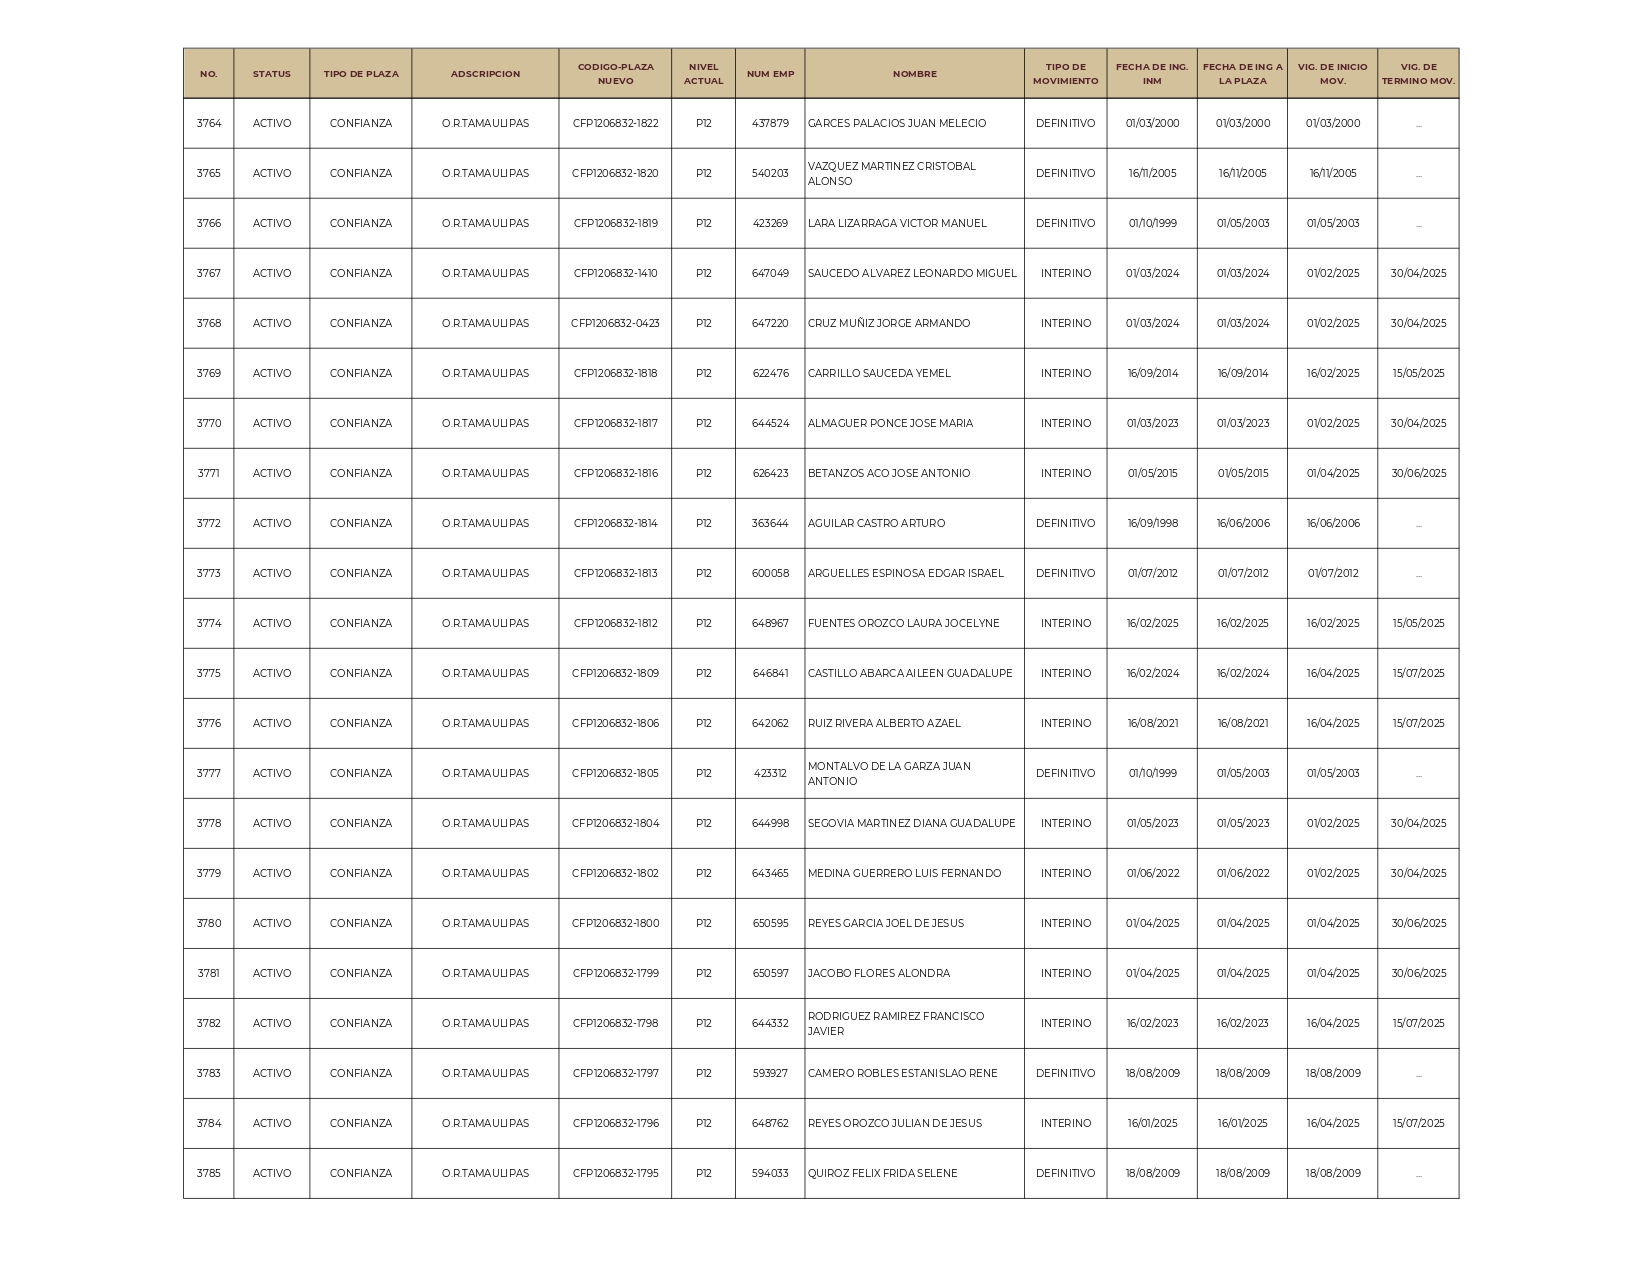 NO. STATUS TIPO DE PLAZA ADSCRIPCION CODIGO-PLAZA NUEVO NIVEL ACTUAL NUM EMP NOMBRE TIPO DE MOVIMIENTO FECHA DE ING. INM FECHA DE ING A LA PLAZA VIG. DE INICIO MOV. VIG. DE TERMINO MOV.
3764 ACTIVO CONFIANZA O.R.TAMAULIPAS CFP1206832-1822 P12 437879 GARCES PALACIOS JUAN MELECIO DEFINITIVO 01/03/2000 01/03/2000 01/03/2000 ...
3765 ACTIVO CONFIANZA O.R.TAMAULIPAS CFP1206832-1820 P12 540203 VAZQUEZ MARTINEZ CRISTOBAL ALONSO DEFINITIVO 16/11/2005 16/11/2005 16/11/2005 ...
3766 ACTIVO CONFIANZA O.R.TAMAULIPAS CFP1206832-1819 P12 423269 LARA LIZARRAGA VICTOR MANUEL DEFINITIVO 01/10/1999 01/05/2003 01/05/2003 ...
3767 ACTIVO CONFIANZA O.R.TAMAULIPAS CFP1206832-1410 P12 647049 SAUCEDO ALVAREZ LEONARDO MIGUEL INTERINO 01/03/2024 01/03/2024 01/02/2025 30/04/2025
3768 ACTIVO CONFIANZA O.R.TAMAULIPAS CFP1206832-0423 P12 647220 CRUZ MUÑIZ JORGE ARMANDO INTERINO 01/03/2024 01/03/2024 01/02/2025 30/04/2025
3769 ACTIVO CONFIANZA O.R.TAMAULIPAS CFP1206832-1818 P12 622476 CARRILLO SAUCEDA YEMEL INTERINO 16/09/2014 16/09/2014 16/02/2025 15/05/2025
3770 ACTIVO CONFIANZA O.R.TAMAULIPAS CFP1206832-1817 P12 644524 ALMAGUER PONCE JOSE MARIA INTERINO 01/03/2023 01/03/2023 01/02/2025 30/04/2025
3771 ACTIVO CONFIANZA O.R.TAMAULIPAS CFP1206832-1816 P12 626423 BETANZOS ACO JOSE ANTONIO INTERINO 01/05/2015 01/05/2015 01/04/2025 30/06/2025
3772 ACTIVO CONFIANZA O.R.TAMAULIPAS CFP1206832-1814 P12 363644 AGUILAR CASTRO ARTURO DEFINITIVO 16/09/1998 16/06/2006 16/06/2006 ...
3773 ACTIVO CONFIANZA O.R.TAMAULIPAS CFP1206832-1813 P12 600058 ARGUELLES ESPINOSA EDGAR ISRAEL DEFINITIVO 01/07/2012 01/07/2012 01/07/2012 ...
3774 ACTIVO CONFIANZA O.R.TAMAULIPAS CFP1206832-1812 P12 648967 FUENTES OROZCO LAURA JOCELYNE INTERINO 16/02/2025 16/02/2025 16/02/2025 15/05/2025
3775 ACTIVO CONFIANZA O.R.TAMAULIPAS CFP1206832-1809 P12 646841 CASTILLO ABARCA AILEEN GUADALUPE INTERINO 16/02/2024 16/02/2024 16/04/2025 15/07/2025
3776 ACTIVO CONFIANZA O.R.TAMAULIPAS CFP1206832-1806 P12 642062 RUIZ RIVERA ALBERTO AZAEL INTERINO 16/08/2021 16/08/2021 16/04/2025 15/07/2025
3777 ACTIVO CONFIANZA O.R.TAMAULIPAS CFP1206832-1805 P12 423312 MONTALVO DE LA GARZA JUAN ANTONIO DEFINITIVO 01/10/1999 01/05/2003 01/05/2003 ...
3778 ACTIVO CONFIANZA O.R.TAMAULIPAS CFP1206832-1804 P12 644998 SEGOVIA MARTINEZ DIANA GUADALUPE INTERINO 01/05/2023 01/05/2023 01/02/2025 30/04/2025
3779 ACTIVO CONFIANZA O.R.TAMAULIPAS CFP1206832-1802 P12 643465 MEDINA GUERRERO LUIS FERNANDO INTERINO 01/06/2022 01/06/2022 01/02/2025 30/04/2025
3780 ACTIVO CONFIANZA O.R.TAMAULIPAS CFP1206832-1800 P12 650595 REYES GARCIA JOEL DE JESUS INTERINO 01/04/2025 01/04/2025 01/04/2025 30/06/2025
3781 ACTIVO CONFIANZA O.R.TAMAULIPAS CFP1206832-1799 P12 650597 JACOBO FLORES ALONDRA INTERINO 01/04/2025 01/04/2025 01/04/2025 30/06/2025
3782 ACTIVO CONFIANZA O.R.TAMAULIPAS CFP1206832-1798 P12 644332 RODRIGUEZ RAMIREZ FRANCISCO JAVIER INTERINO 16/02/2023 16/02/2023 16/04/2025 15/07/2025
3783 ACTIVO CONFIANZA O.R.TAMAULIPAS CFP1206832-1797 P12 593927 CAMERO ROBLES ESTANISLAO RENE DEFINITIVO 18/08/2009 18/08/2009 18/08/2009 ...
3784 ACTIVO CONFIANZA O.R.TAMAULIPAS CFP1206832-1796 P12 648762 REYES OROZCO JULIAN DE JESUS INTERINO 16/01/2025 16/01/2025 16/04/2025 15/07/2025
3785 ACTIVO CONFIANZA O.R.TAMAULIPAS CFP1206832-1795 P12 594033 QUIROZ FELIX FRIDA SELENE DEFINITIVO 18/08/2009 18/08/2009 18/08/2009 ...